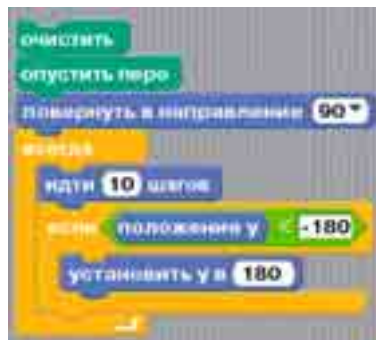 очистить
опустить перо
повернуть в направление 90
всегда
идти 10 шагов
если положение y < -180
установить y в 180